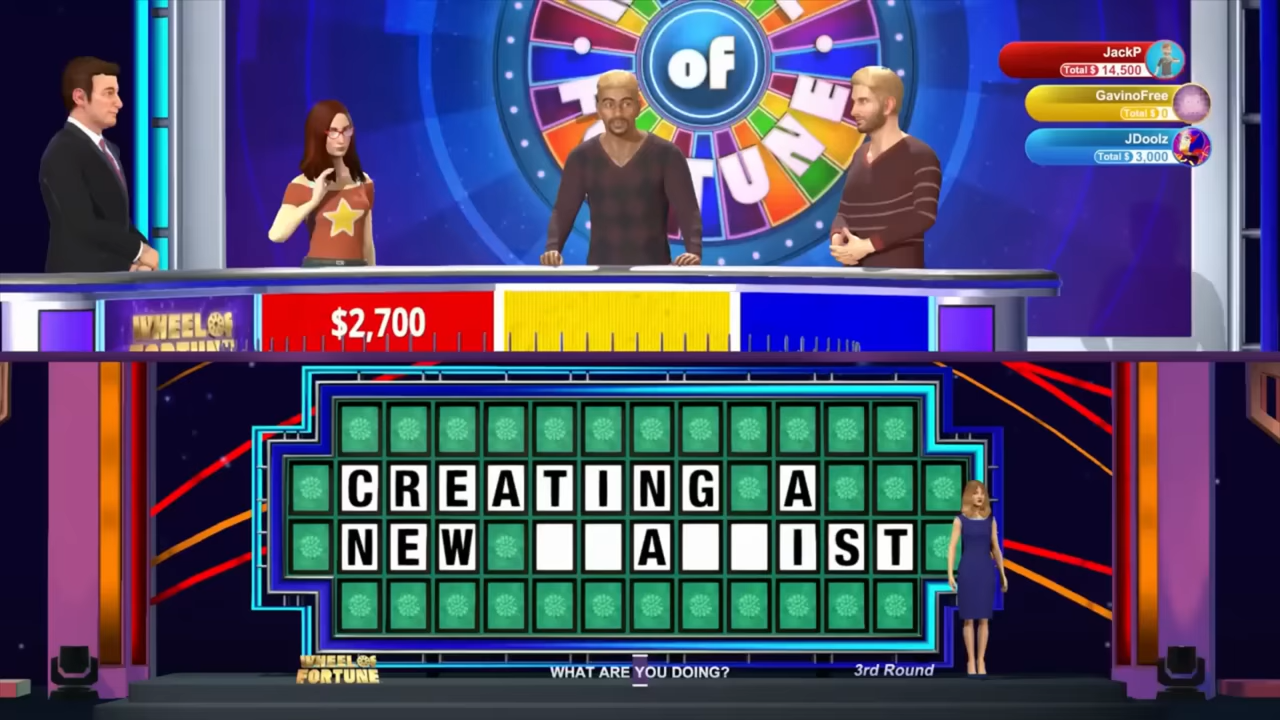 of
JackP
Total $ 14,500
GavinoFree
Total $ 0
JDoolz
Total $ 3,000
$2,700
WHEEL OF
FORTUNE
CREATING A
NEW   A  IST
WHEEL OF
FORTUNE
WHAT ARE YOU DOING?
3rd Round